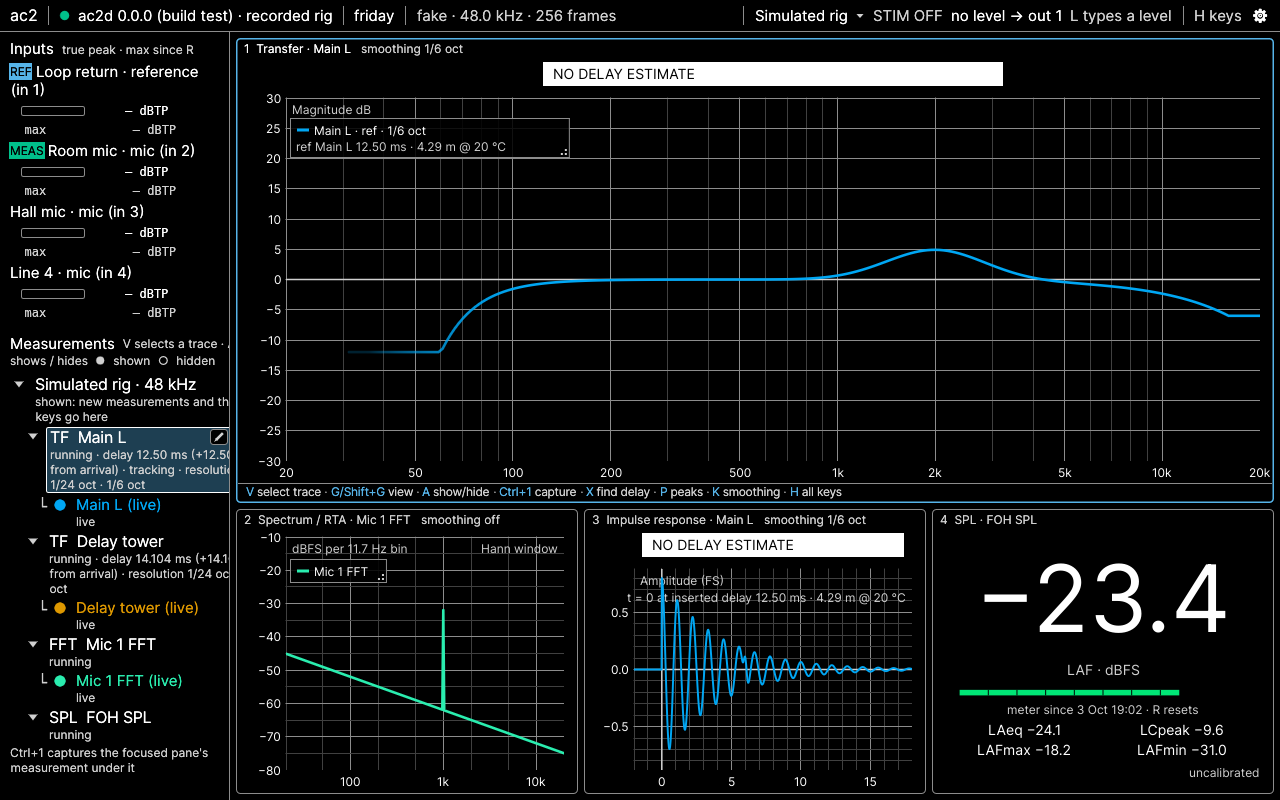 ac2 ac2d 0.0.0 (build test) · recorded rig friday fake · 48.0 kHz · 256 frames Simulated rig STIM OFF no level → out 1 L types a level H keys
Inputs true peak · max since R
REF Loop return · reference
(in 1)
– dBTP
max – dBTP
MEAS Room mic · mic (in 2)
– dBTP
max – dBTP
Hall mic · mic (in 3)
– dBTP
max – dBTP
Line 4 · mic (in 4)
– dBTP
max – dBTP
Measurements V selects a trace ·
shows / hides shown hidden
Simulated rig · 48 kHz
shown: new measurements and th
keys go here
TF Main L
running · delay 12.50 ms (+12.50
from arrival) · tracking · resolutio
1/24 oct · 1/6 oct
Main L (live)
live
TF Delay tower
running · delay 14.104 ms (+14.1
from arrival) · resolution 1/24 oc
oct
Delay tower (live)
live
FFT Mic 1 FFT
running
Mic 1 FFT (live)
live
SPL FOH SPL
running
Ctrl+1 captures the focused pane's
measurement under it
1 Transfer · Main L smoothing 1/6 oct
NO DELAY ESTIMATE
Magnitude dB
Main L · ref · 1/6 oct
ref Main L 12.50 ms · 4.29 m @ 20 °C
30
25
20
15
10
5
0
−5
−10
−15
−20
−25
−30
20 50 100 200 500 1k 2k 5k 10k 20k
V select trace · G/Shift+G view · A show/hide · Ctrl+1 capture · X find delay · P peaks · K smoothing · H all keys
2 Spectrum / RTA · Mic 1 FFT smoothing off
dBFS per 11.7 Hz bin Hann window
Mic 1 FFT
−10
−20
−30
−40
−50
−60
−70
−80
100 1k 10k
3 Impulse response · Main L smoothing 1/6 oct
NO DELAY ESTIMATE
Amplitude (FS)
t = 0 at inserted delay 12.50 ms · 4.29 m @ 20 °C
0.5
0.0
−0.5
0 5 10 15
4 SPL · FOH SPL
−23.4
LAF · dBFS
meter since 3 Oct 19:02 · R resets
LAeq −24.1 LCpeak −9.6
LAFmax −18.2 LAFmin −31.0
uncalibrated